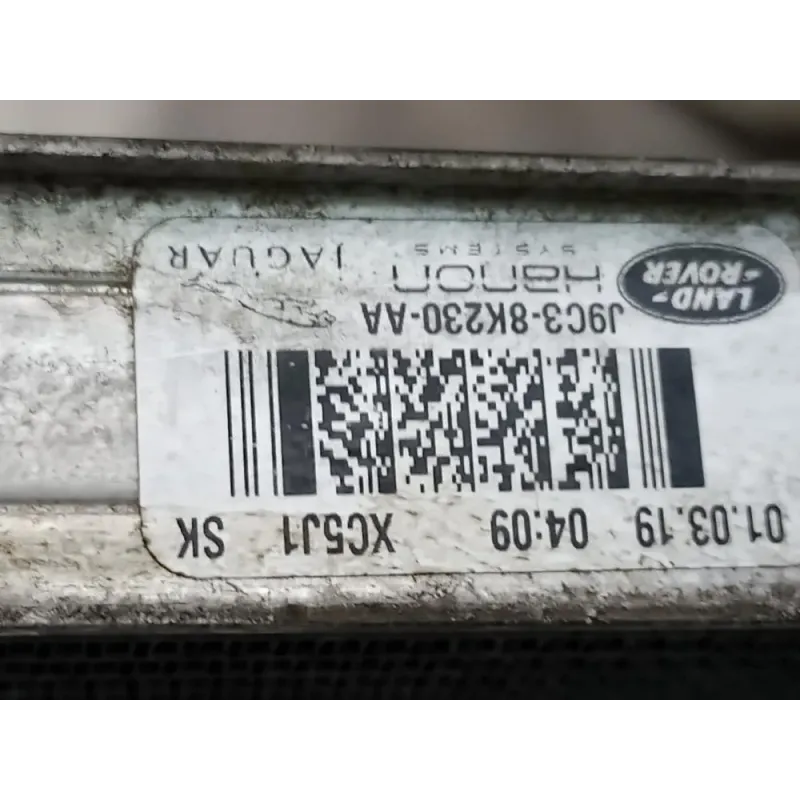 01.03.19 04:09 XC5J1 SK
J9C3-8K230-AA
LAND-
-ROVER
Hanon
SYSTEMS
JAGUAR